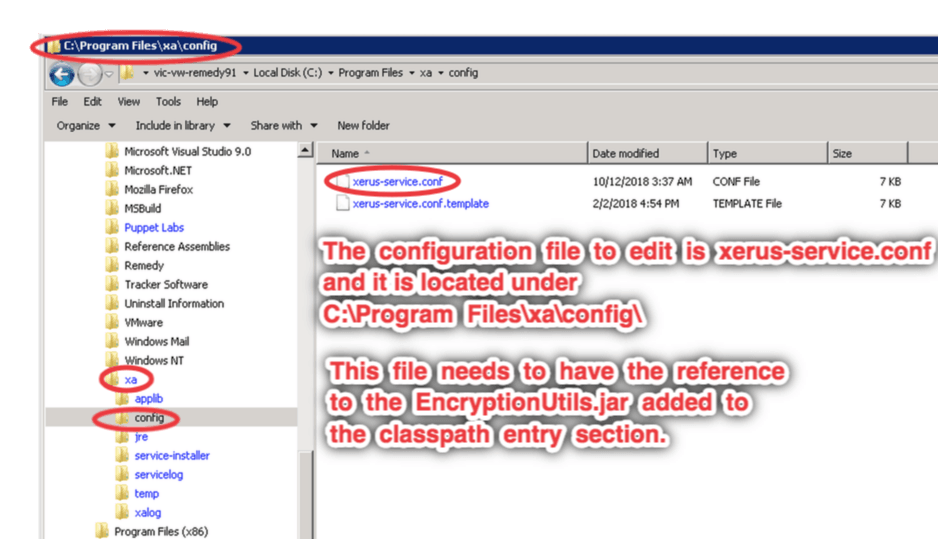 C:\Program Files\xa\config
vic-vw-remedy91 Local Disk (C:) Program Files xa config
File Edit View Tools Help
Organize Include in library Share with New folder
Microsoft Visual Studio 9.0
Microsoft.NET
Mozilla Firefox
MSBuild
Puppet Labs
Reference Assemblies
Remedy
Tracker Software
Uninstall Information
VMware
Windows Mail
Windows NT
xa
applib
config
jre
service-installer
servicelog
temp
xalog
Program Files (x86)
Name Date modified Type Size
xerus-service.conf 10/12/2018 3:37 AM CONF File 7 KB
xerus-service.conf.template 2/2/2018 4:54 PM TEMPLATE File 7 KB
The configuration file to edit is xerus-service.conf
and it is located under
C:\Program Files\xa\config\
This file needs to have the reference
to the EncryptionUtils.jar added to
the classpath entry section.